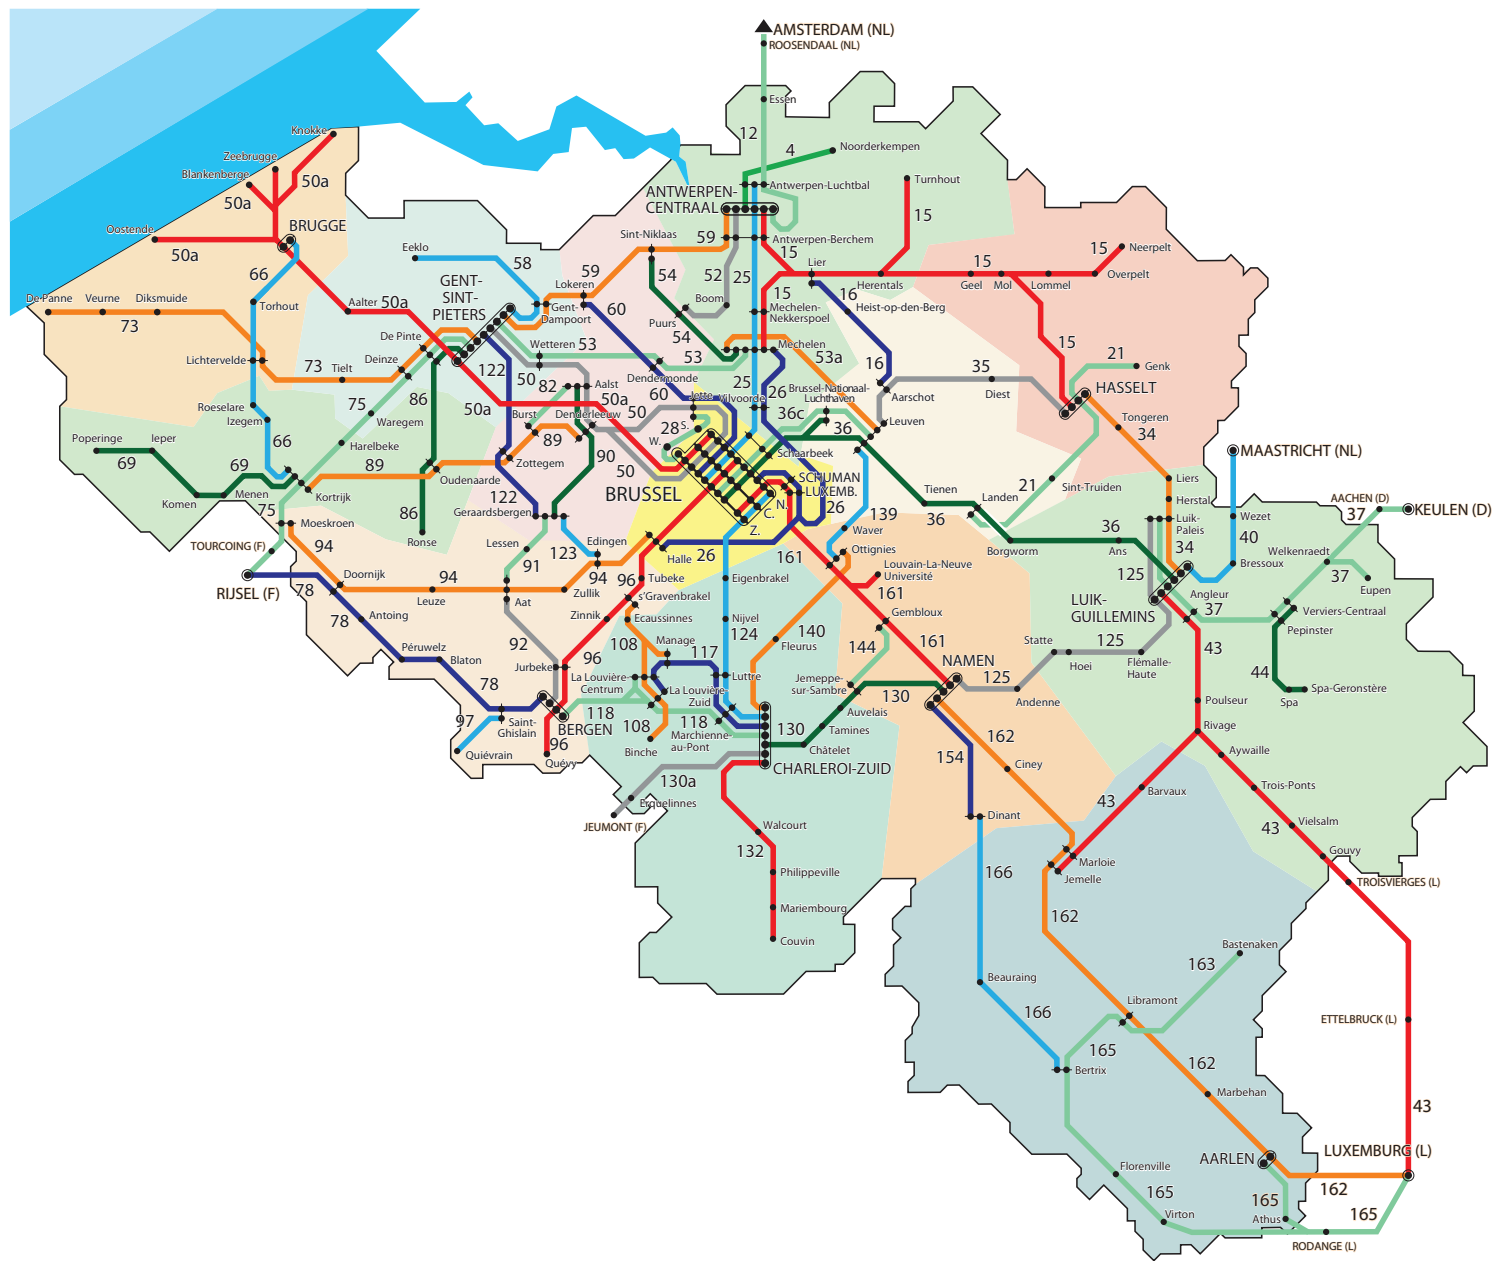 AMSTERDAM (NL)
ROOSENDAAL (NL)
Essen
12
4
Noorderkempen
Knokke
Zeebrugge
Blankenberge
50a
50a
BRUGGE
Oostende
50a
66
ANTWERPEN-
CENTRAAL
Antwerpen-Luchtbal
Turnhout
15
Sint-Niklaas
59
Antwerpen-Berchem
15
Neerpelt
15
Overpelt
Eeklo
58
59
Lokeren
54
52
25
Lier
15
Herentals
Geel
Mol
Lommel
De Panne
Veurne
Diksmuide
73
Torhout
Aalter
50a
GENT-
SINT-
PIETERS
Gent-
Dampoort
60
Boom
Puurs
54
15
16
Heist-op-den-Berg
Mechelen-
Nekkerspoel
De Pinte
Wetteren
53
53
Mechelen
53a
15
21
Genk
Lichtervelde
73
Tielt
Deinze
122
50
Dendermonde
60
25
26
16
35
Diest
HASSELT
82
Aalst
50a
Jette
Vilvoorde
Brussel-Nationaal-
Luchthaven
Aarschot
Roeselare
Izegem
75
86
Waregem
50a
Burst
Denderleeuw
50
36c
36
Leuven
Tongeren
34
Poperinge
Ieper
69
66
Harelbeke
89
89
90
28
S.
W.
Schaarbeek
MAASTRICHT (NL)
69
Komen
Menen
Kortrijk
Oudenaarde
Zottegem
50
BRUSSEL
SCHUMAN
LUXEMB.
N.
C.
Z.
26
139
Tienen
36
Landen
21
Sint-Truiden
Liers
Herstal
AACHEN (D)
KEULEN (D)
37
75
Moeskroen
86
Ronse
122
Geraardsbergen
Luik-
Paleis
36
Ans
34
Wezet
40
TOURCOING (F)
94
Lessen
123
Edingen
94
Halle
26
161
Waver
Ottignies
Borgworm
125
Bressoux
Welkenraedt
37
Eupen
RIJSEL (F)
78
Doornijk
94
Leuze
91
Zullik
Aat
96
Tubeke
Eigenbrakel
Louvain-La-Neuve
Université
161
LUIK-
GUILLEMINS
Angleur
37
Verviers-Centraal
Pepinster
78
Antoing
92
Zinnik
s'Gravenbrakel
Ecaussinnes
Nijvel
124
Gembloux
Péruwelz
Blaton
Jurbeke
96
108
Manage
117
Fleurus
140
144
161
NAMEN
Statte
125
Hoei
Flémalle-
Haute
43
44
78
La Louvière-
Centrum
La Louvière-
Zuid
Luttre
Jemeppe-
sur-Sambre
130
125
Andenne
Spa-Geronstère
Spa
97
Saint-
Ghislain
BERGEN
118
108
118
Marchienne-
au-Pont
Auvelais
Tamines
Poulseur
Rivage
Quiévrain
96
Quévy
Binche
130
Châtelet
154
162
Ciney
Aywaille
130a
Erquelinnes
CHARLEROI-ZUID
JEUMONT (F)
43
Barvaux
Trois-Ponts
Dinant
Walcourt
132
43
Vielsalm
Gouvy
Philippeville
166
Marloie
Jemelle
TROISVIERGES (L)
Mariembourg
162
Couvin
Bastenaken
163
Beauraing
Libramont
166
ETTELBRUCK (L)
165
162
Bertrix
Marbehan
43
AARLEN
LUXEMBURG (L)
Florenville
165
165
162
Virton
Athus
165
RODANGE (L)